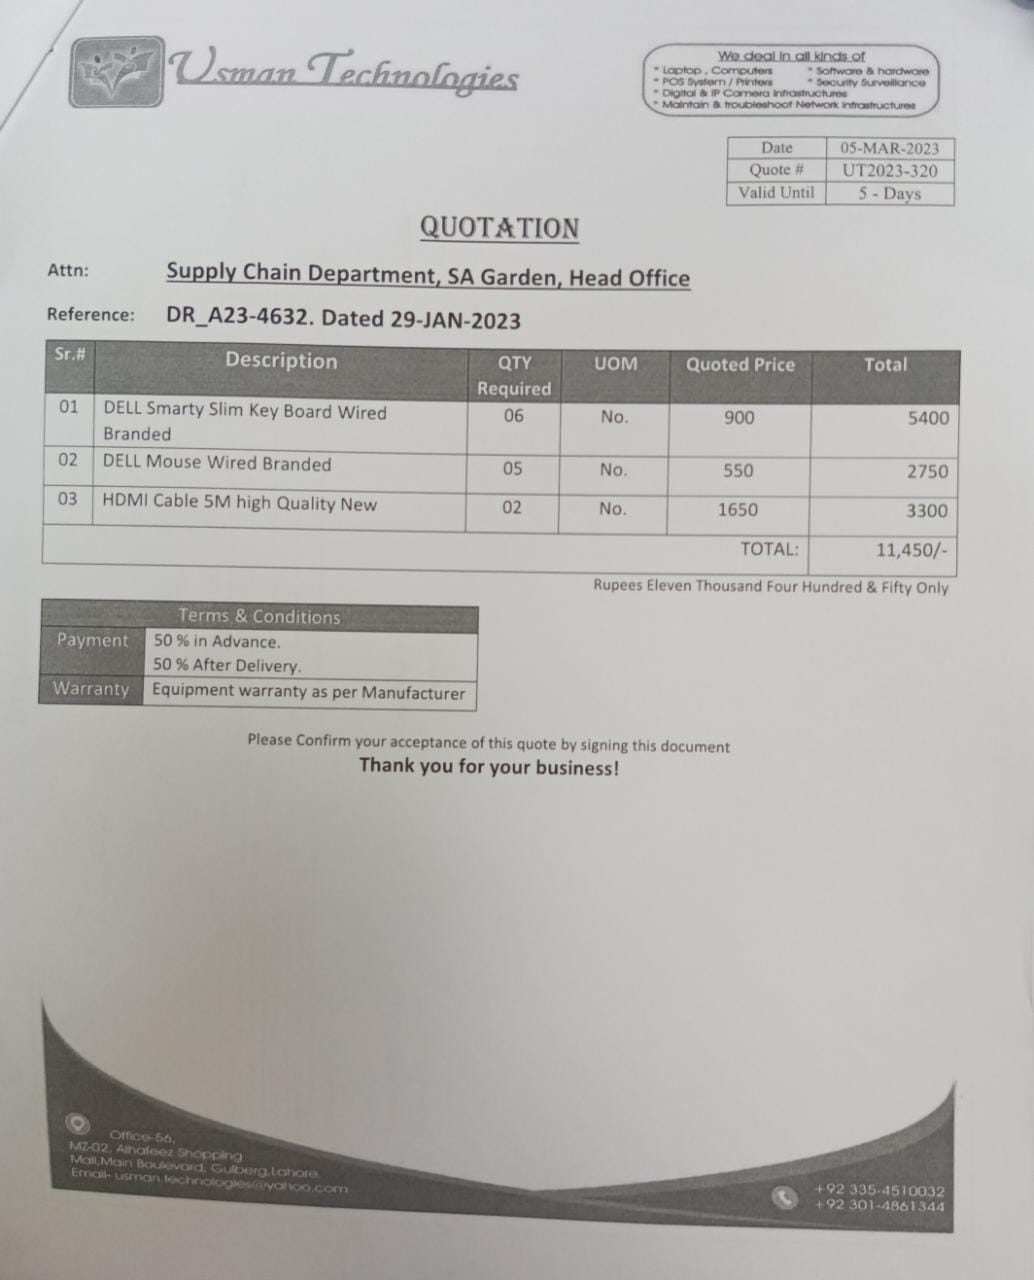 Usman Technologies
We deal in all kinds of
* Laptop , Computers * Software & hardware
* POS System / Printers * Security Surveillance
* Digital & IP Camera Infrastructures
* Maintain & troubleshoot Network Infrastructures
Date 05-MAR-2023
Quote # UT2023-320
Valid Until 5 - Days
QUOTATION
Attn: Supply Chain Department, SA Garden, Head Office
Reference: DR_A23-4632. Dated 29-JAN-2023
Sr.# Description QTY Required UOM Quoted Price Total
01 DELL Smarty Slim Key Board Wired 06 No. 900 5400
Branded
02 DELL Mouse Wired Branded 05 No. 550 2750
03 HDMI Cable 5M high Quality New 02 No. 1650 3300
TOTAL: 11,450/-
Rupees Eleven Thousand Four Hundred & Fifty Only
Terms & Conditions
Payment 50 % in Advance.
50 % After Delivery.
Warranty Equipment warranty as per Manufacturer
Please Confirm your acceptance of this quote by signing this document
Thank you for your business!
Office-56,
MZ-02, Alhafeez Shopping
Mall,Main Boulevard, Gulberg,Lahore.
Email- usman.technologies@yahoo.com
+92 335-4510032
+92 301-4861344